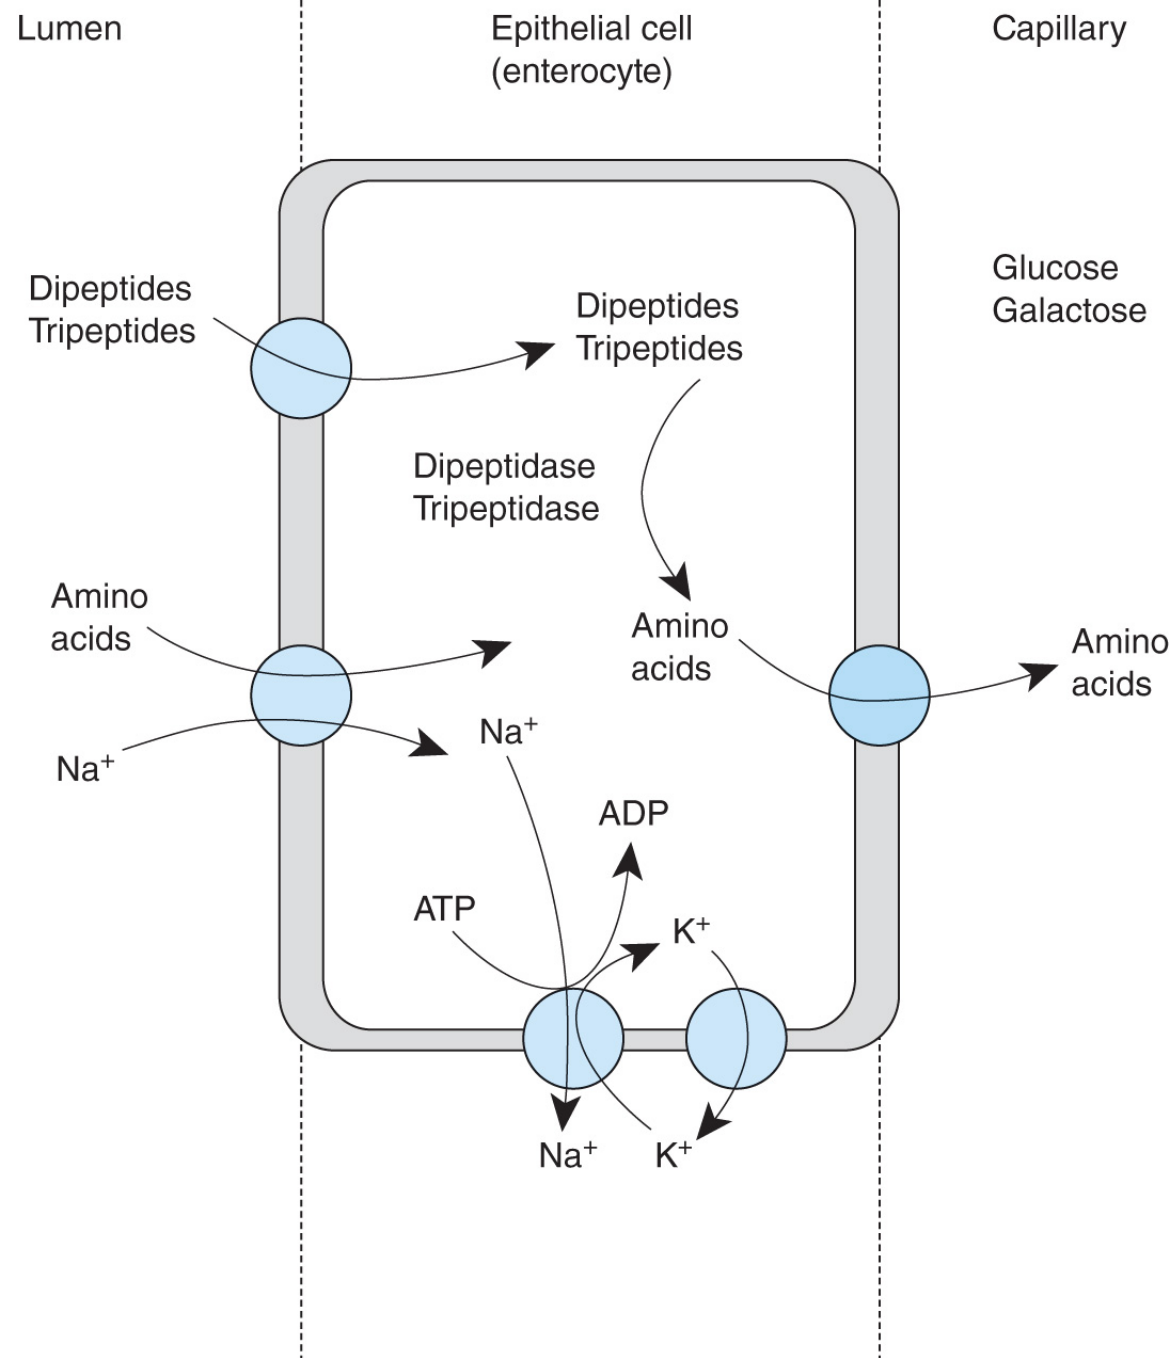 Lumen
Epithelial cell
(enterocyte)
Capillary
Dipeptides
Tripeptides
Dipeptides
Tripeptides
Glucose
Galactose
Dipeptidase
Tripeptidase
Amino
acids
Amino
acids
Amino
acids
Na⁺
Na⁺
ADP
ATP
K⁺
Na⁺
K⁺